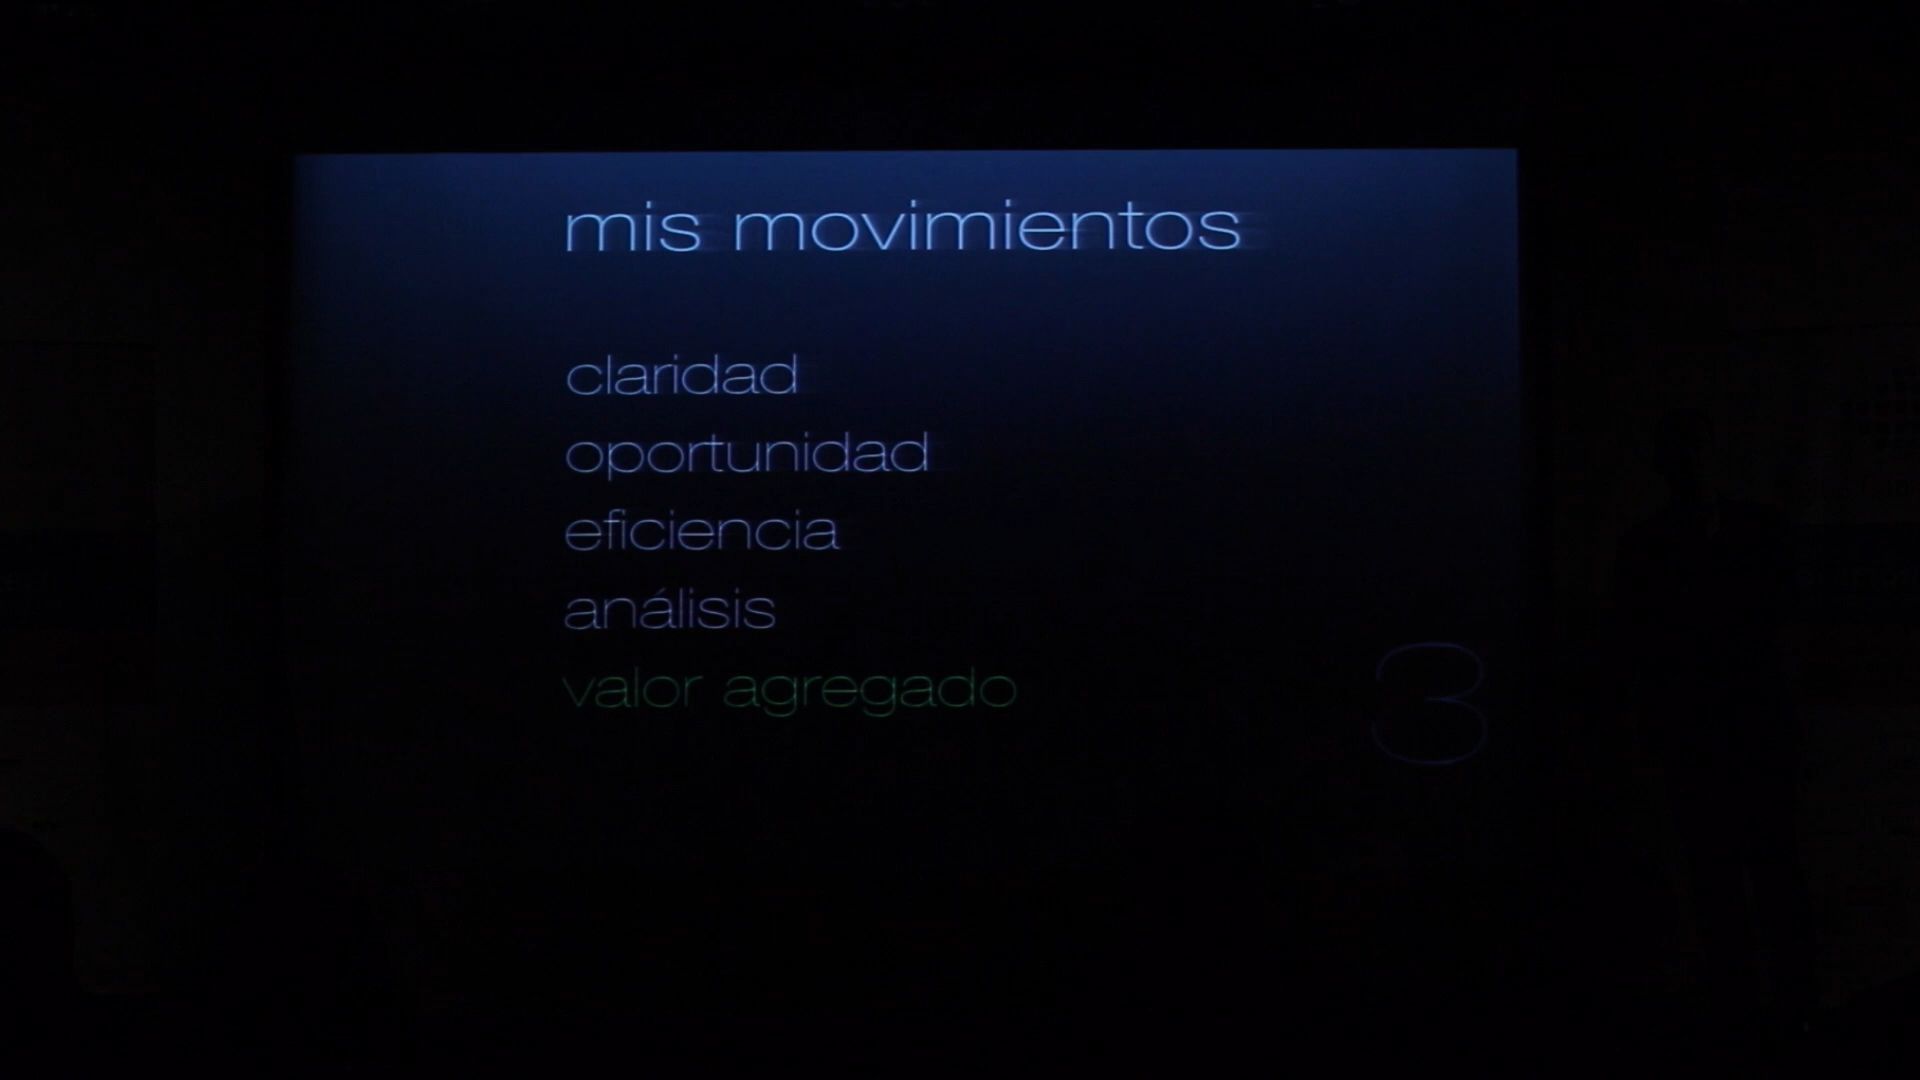 mis movimientos
claridad
oportunidad
eficiencia
análisis
valor agregado
3